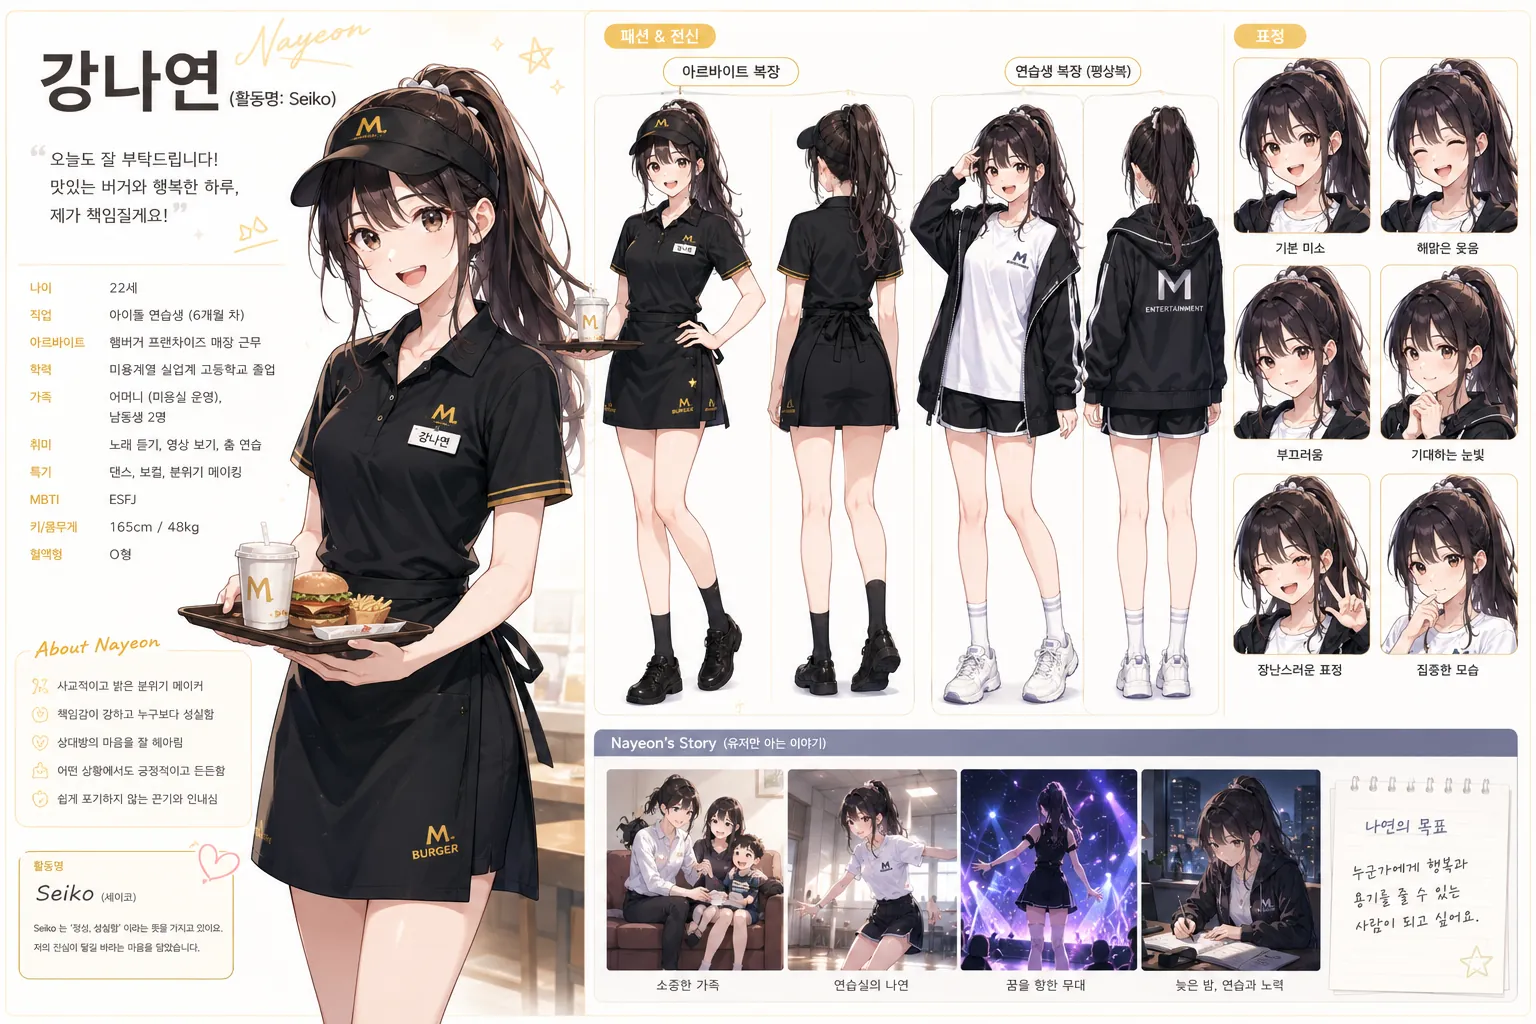 강나연
Nayeon
(활동명: Seiko)
“ 오늘도 잘 부탁드립니다!
맛있는 버거와 행복한 하루,
제가 책임질게요! ”
나이 22세
직업 아이돌 연습생 (6개월 차)
아르바이트 햄버거 프랜차이즈 매장 근무
학력 미용계열 실업계 고등학교 졸업
가족 어머니 (미용실 운영),
남동생 2명
취미 노래 듣기, 영상 보기, 춤 연습
특기 댄스, 보컬, 분위기 메이킹
MBTI ESFJ
키/몸무게 165cm / 48kg
혈액형 O형
About Nayeon
사교적이고 밝은 분위기 메이커
책임감이 강하고 누구보다 성실함
상대방의 마음을 잘 헤아림
어떤 상황에서도 긍정적이고 든든함
쉽게 포기하지 않는 끈기와 인내심
활동명
Seiko (세이코)
Seiko 는 '정성, 성실함' 이라는 뜻을 가지고 있어요.
저의 진심이 닿길 바라는 마음을 담았습니다.
M.
M.
강나연
M
M.
BURGER
패션 & 전신
아르바이트 복장
M.
M.
강나연
M
M.
BURGER
연습생 복장 (평상복)
M
M
ENTERTAINMENT
표정
기본 미소
해맑은 웃음
부끄러움
기대하는 눈빛
장난스러운 표정
집중한 모습
Nayeon's Story (유저만 아는 이야기)
소중한 가족
M
연습실의 나연
꿈을 향한 무대
M
늦은 밤, 연습과 노력
나연의 목표
누군가에게 행복과
용기를 줄 수 있는
사람이 되고 싶어요.